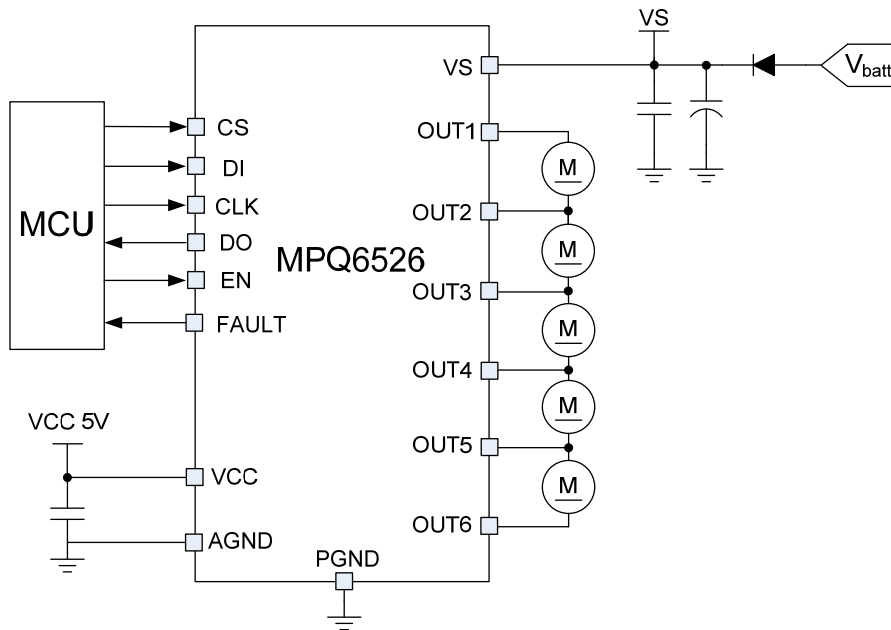 VS
VS
Vbatt
OUT1
CS
M
DI
CLK
OUT2
MCU
DO
MPQ6526
M
EN
OUT3
FAULT
M
OUT4
M
VCC 5V
OUT5
VCC
M
AGND
OUT6
PGND